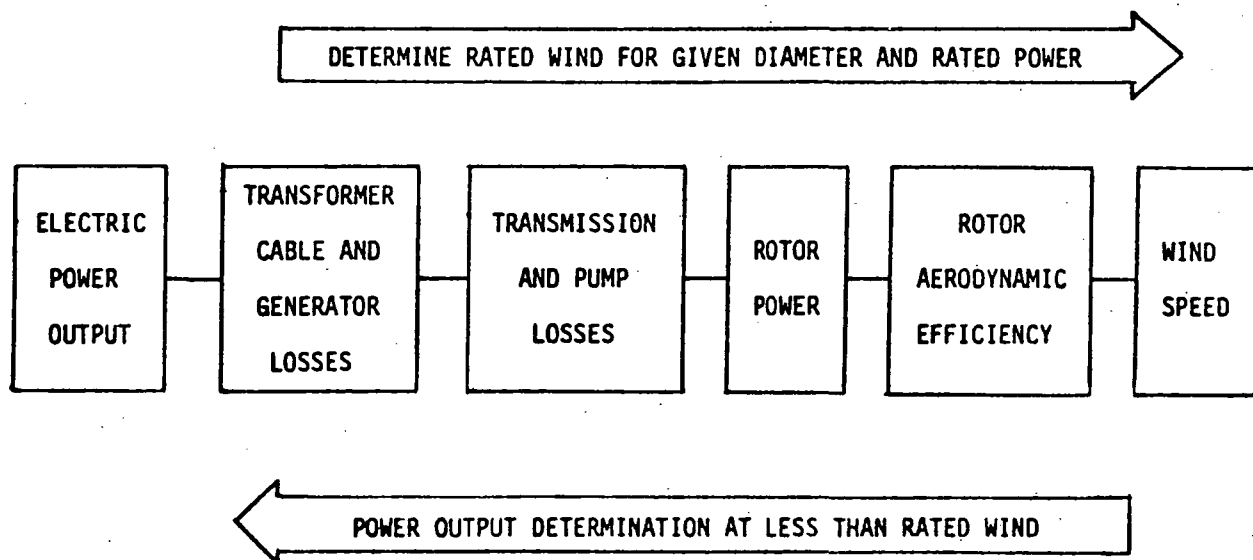 DETERMINE RATED WIND FOR GIVEN DIAMETER AND RATED POWER
ELECTRIC
POWER
OUTPUT
TRANSFORMER
CABLE AND
GENERATOR
LOSSES
TRANSMISSION
AND PUMP
LOSSES
ROTOR
POWER
ROTOR
AERODYNAMIC
EFFICIENCY
WIND
SPEED
POWER OUTPUT DETERMINATION AT LESS THAN RATED WIND